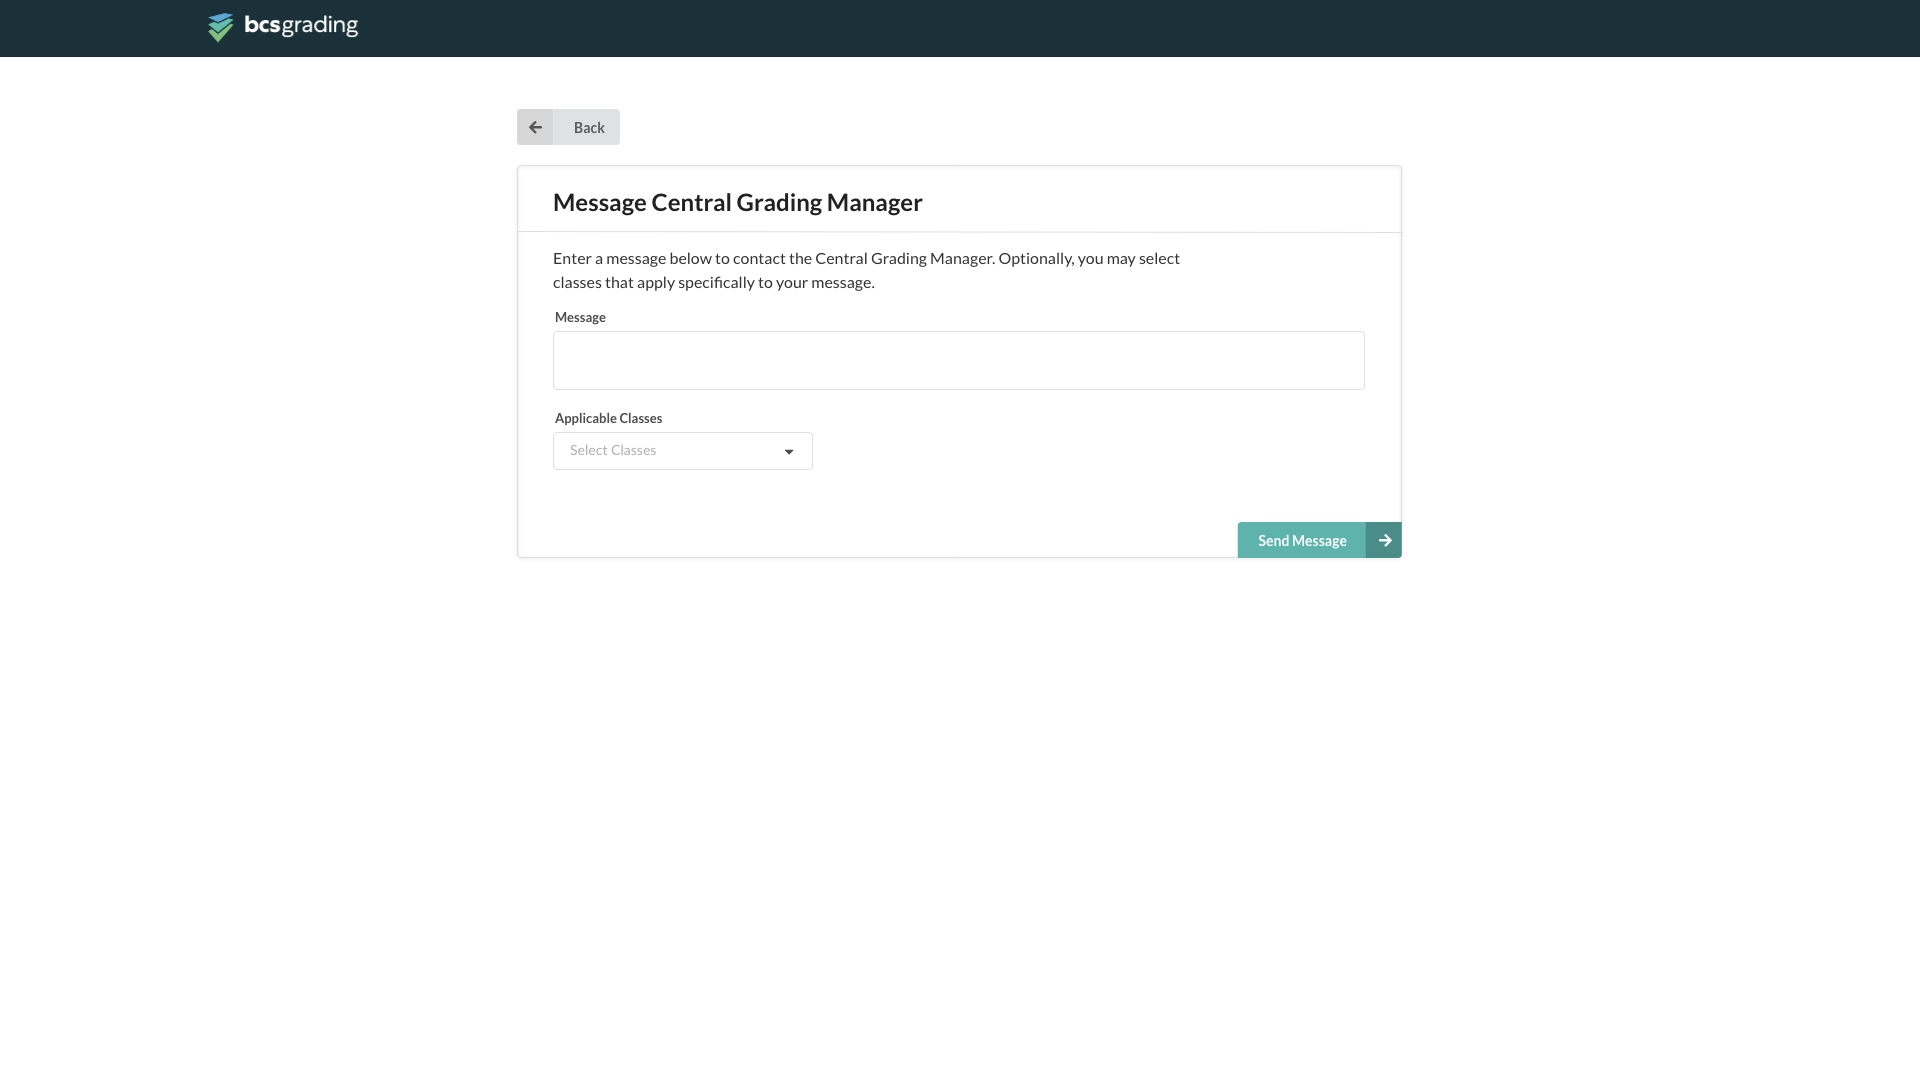 bcsgrading
Back
Message Central Grading Manager
Enter a message below to contact the Central Grading Manager. Optionally, you may select
classes that apply specifically to your message.
Message
Applicable Classes
Select Classes
Send Message